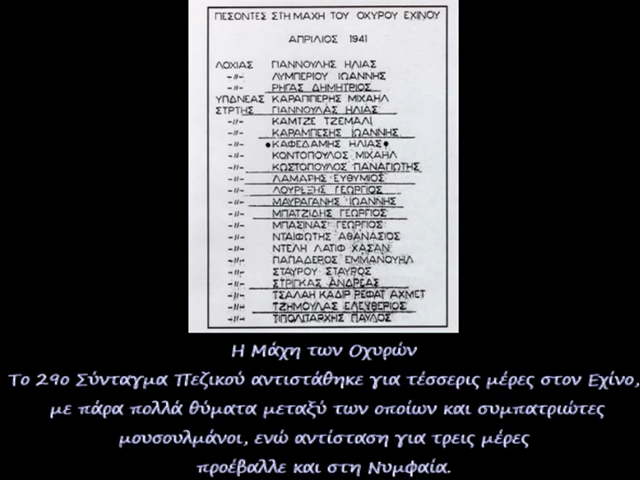 ΠΕΣΟΝΤΕΣ ΣΤΗ ΜΑΧΗ ΤΟΥ ΟΧΥΡΟΥ ΕΧΙΝΟΥ
ΑΠΡΙΛΙΟΣ 1941
ΛΟΧΙΑΣ ΓΙΑΝΝΟΥΛΗΣ ΗΛΙΑΣ
-//- ΛΥΜΠΕΡΙΟΥ ΙΩΑΝΝΗΣ
-//- ΡΗΓΑΣ ΔΗΜΗΤΡΙΟΣ
ΥΠΔΝΕΑΣ ΚΑΡΑΠΠΕΡΗΣ ΜΙΧΑΗΛ
ΣΤΡΤΗΣ ΓΙΑΝΝΟΥΛΑΣ ΗΛΙΑΣ
-//- ΚΑΜΤΖΕ ΤΖΕΜΑΛΙ
-//- ΚΑΡΑΜΠΕΣΗΣ ΙΩΑΝΝΗΣ
-//- ΚΑΦΕΔΑΜΗΣ ΗΛΙΑΣ
-//- ΚΟΝΤΟΠΟΥΛΟΣ ΜΙΧΑΗΛ
-//- ΚΩΣΤΟΠΟΥΛΟΣ ΠΑΝΑΓΙΩΤΗΣ
-//- ΛΑΜΑΡΗΣ ΕΥΘΥΜΙΟΣ
-//- ΛΟΥΡΕΞΗΣ ΓΕΩΡΓΙΟΣ
-//- ΜΑΥΡΑΓΑΝΗΣ ΙΩΑΝΝΗΣ
-//- ΜΠΑΤΖΙΔΗΣ ΓΕΩΡΓΙΟΣ
-//- ΜΠΑΣΙΝΑΣ ΓΕΩΡΓΙΟΣ
-//- ΝΤΑΙΦΩΤΗΣ ΑΘΑΝΑΣΙΟΣ
-//- ΝΤΕΛΗ ΛΑΤΙΦ ΧΑΣΑΝ
-//- ΠΑΠΑΔΕΡΟΣ ΕΜΜΑΝΟΥΗΛ
-//- ΣΤΑΥΡΟΥ ΣΤΑΥΡΟΣ
-//- ΣΤΡΙΓΚΑΣ ΑΝΔΡΕΑΣ
-//- ΤΣΑΛΑΗ ΚΑΔΙΡ ΡΕΦΑΤ ΑΧΜΕΤ
-//- ΤΖΗΜΟΥΛΑΣ ΕΛΕΥΘΕΡΙΟΣ
-//- ΤΙΠΟΛΙΤΑΡΧΗΣ ΠΑΥΛΟΣ
Η Μάχη των Οχυρών
Το 29ο Σύνταγμα Πεζικού αντιστάθηκε για τέσσερις μέρες στον Εχίνο,
με πάρα πολλά θύματα μεταξύ των οποίων και συμπατριώτες
μουσουλμάνοι, ενώ αντίσταση για τρεις μέρες
προέβαλλε και στη Νυμφαία.